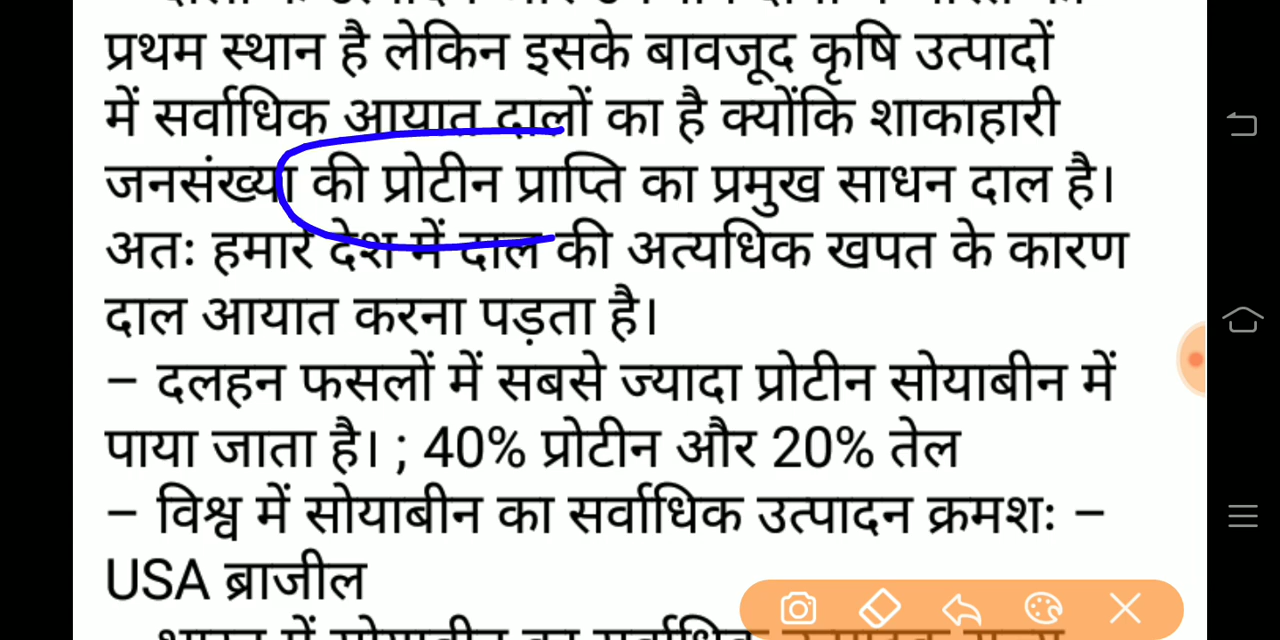 प्रथम स्थान है लेकिन इसके बावजूद कृषि उत्पादों
में सर्वाधिक आयात दालों का है क्योंकि शाकाहारी
जनसंख्या की प्रोटीन प्राप्ति का प्रमुख साधन दाल है।
अतः हमारे देश में दाल की अत्यधिक खपत के कारण
दाल आयात करना पड़ता है।
– दलहन फसलों में सबसे ज्यादा प्रोटीन सोयाबीन में
पाया जाता है। ; 40% प्रोटीन और 20% तेल
– विश्व में सोयाबीन का सर्वाधिक उत्पादन क्रमशः –
USA ब्राजील